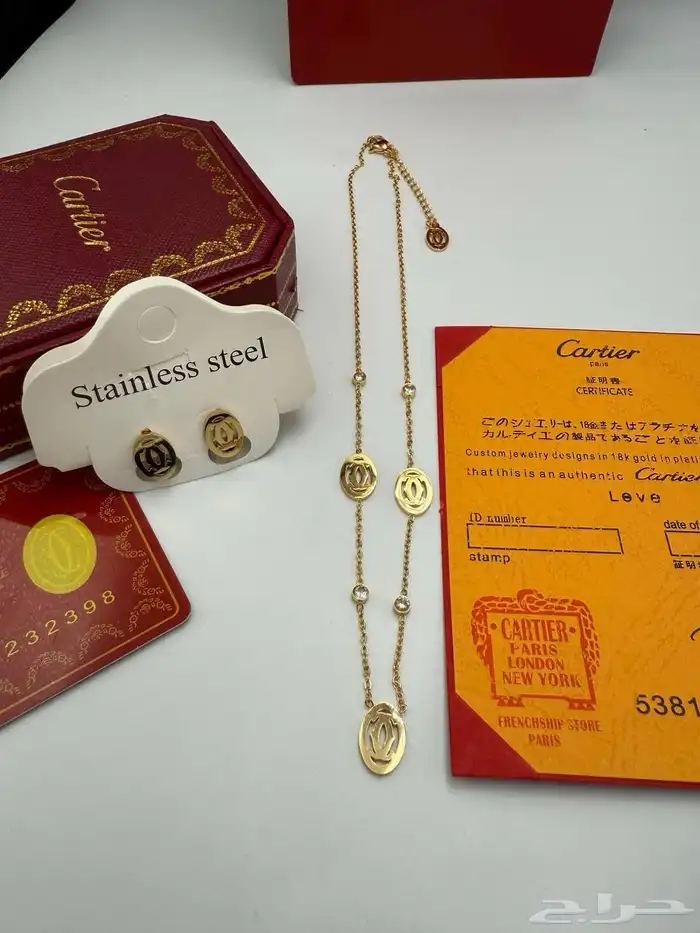 Cartier
Stainless steel
232398
Cartier
PARIS
証明書
CERTIFICATE
このジュエリーは、18金またはプラチナを
カルティエの製品であることを証
Custom jewelry designs in 18k gold in plati
that this is an authentic Cartier
Love
ID number
date of
stamp
証明
CARTIER
PARIS
LONDON
NEW YORK
FRENCHSHIP STORE
PARIS
5381
حراج